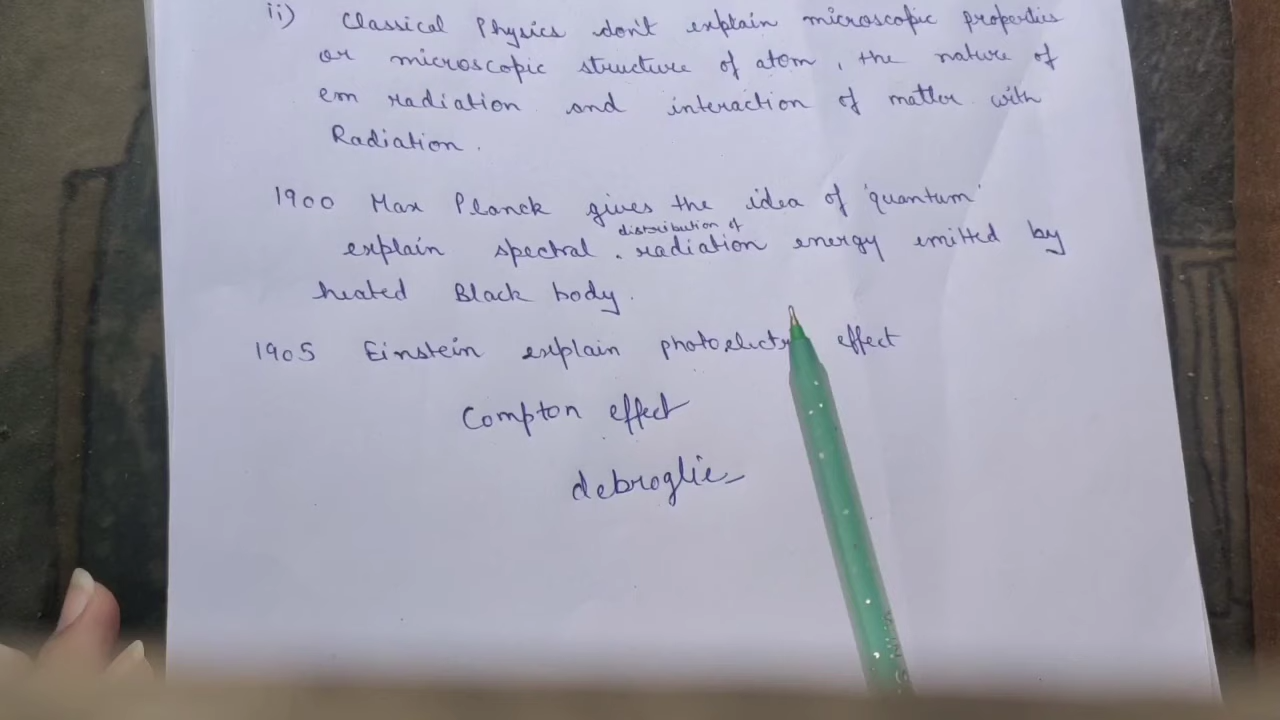 ii) Classical Physics don't explain microscopic properties
or microscopic structure of atom, the nature of
em radiation and interaction of matter with
Radiation.
1900 Max Planck gives the idea of 'quantum'
distribution of
explain spectral . radiation energy emitted by
heated Black body.
1905 Einstein explain photoelectr effect
Compton effect
debroglie